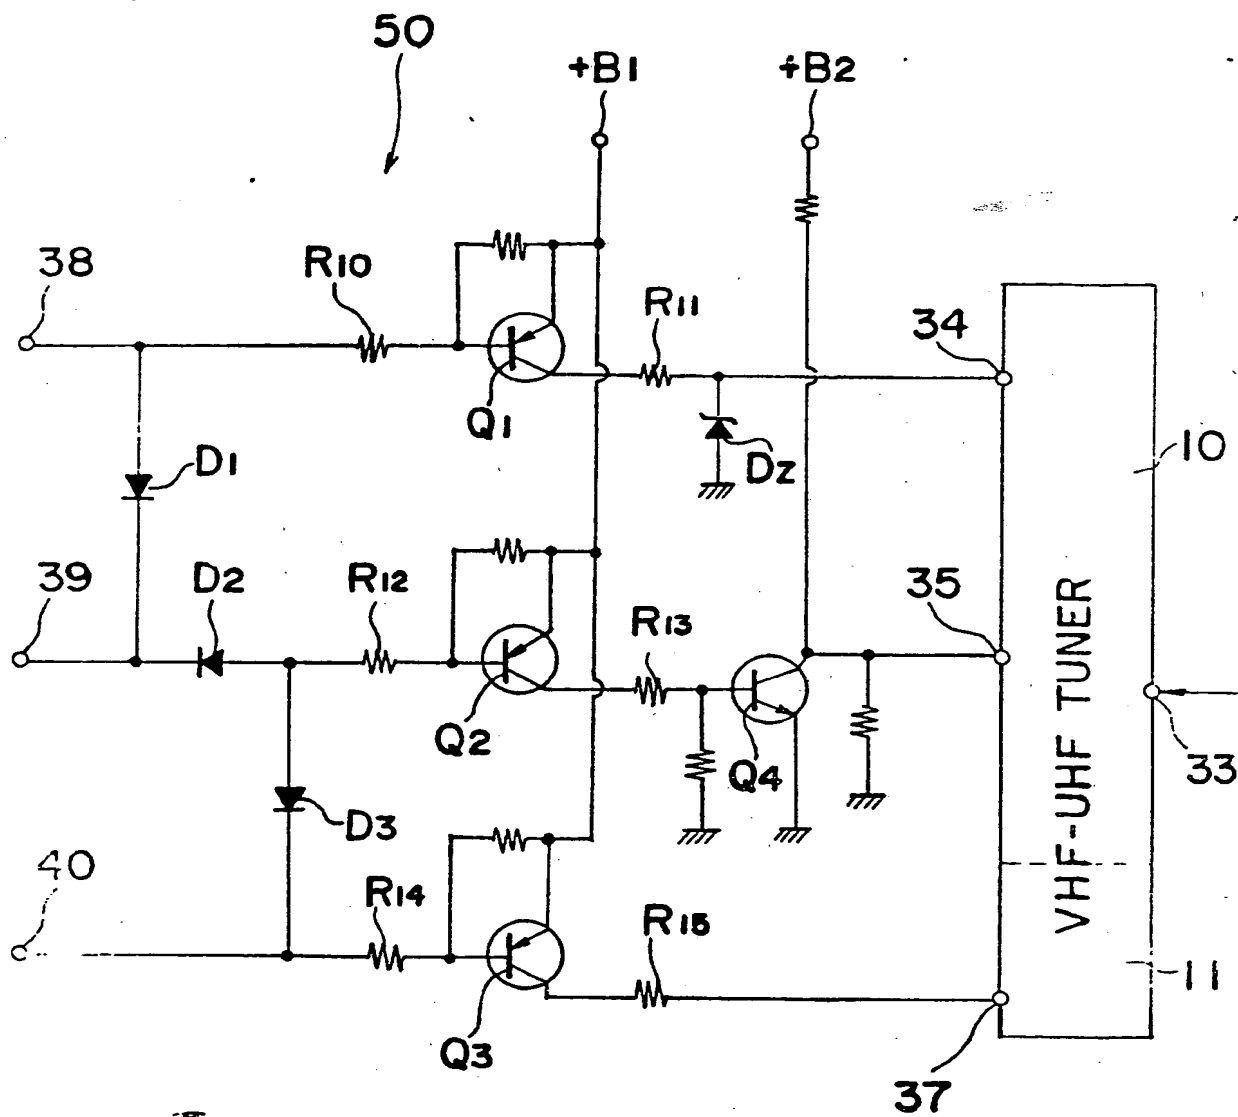 50
+B1
+B2
38
R10
R11
34
Q1
D1
DZ
10
39
D2
R12
R13
35
Q2
Q4
33
D3
VHF-UHF TUNER
40
R14
R15
11
Q3
37